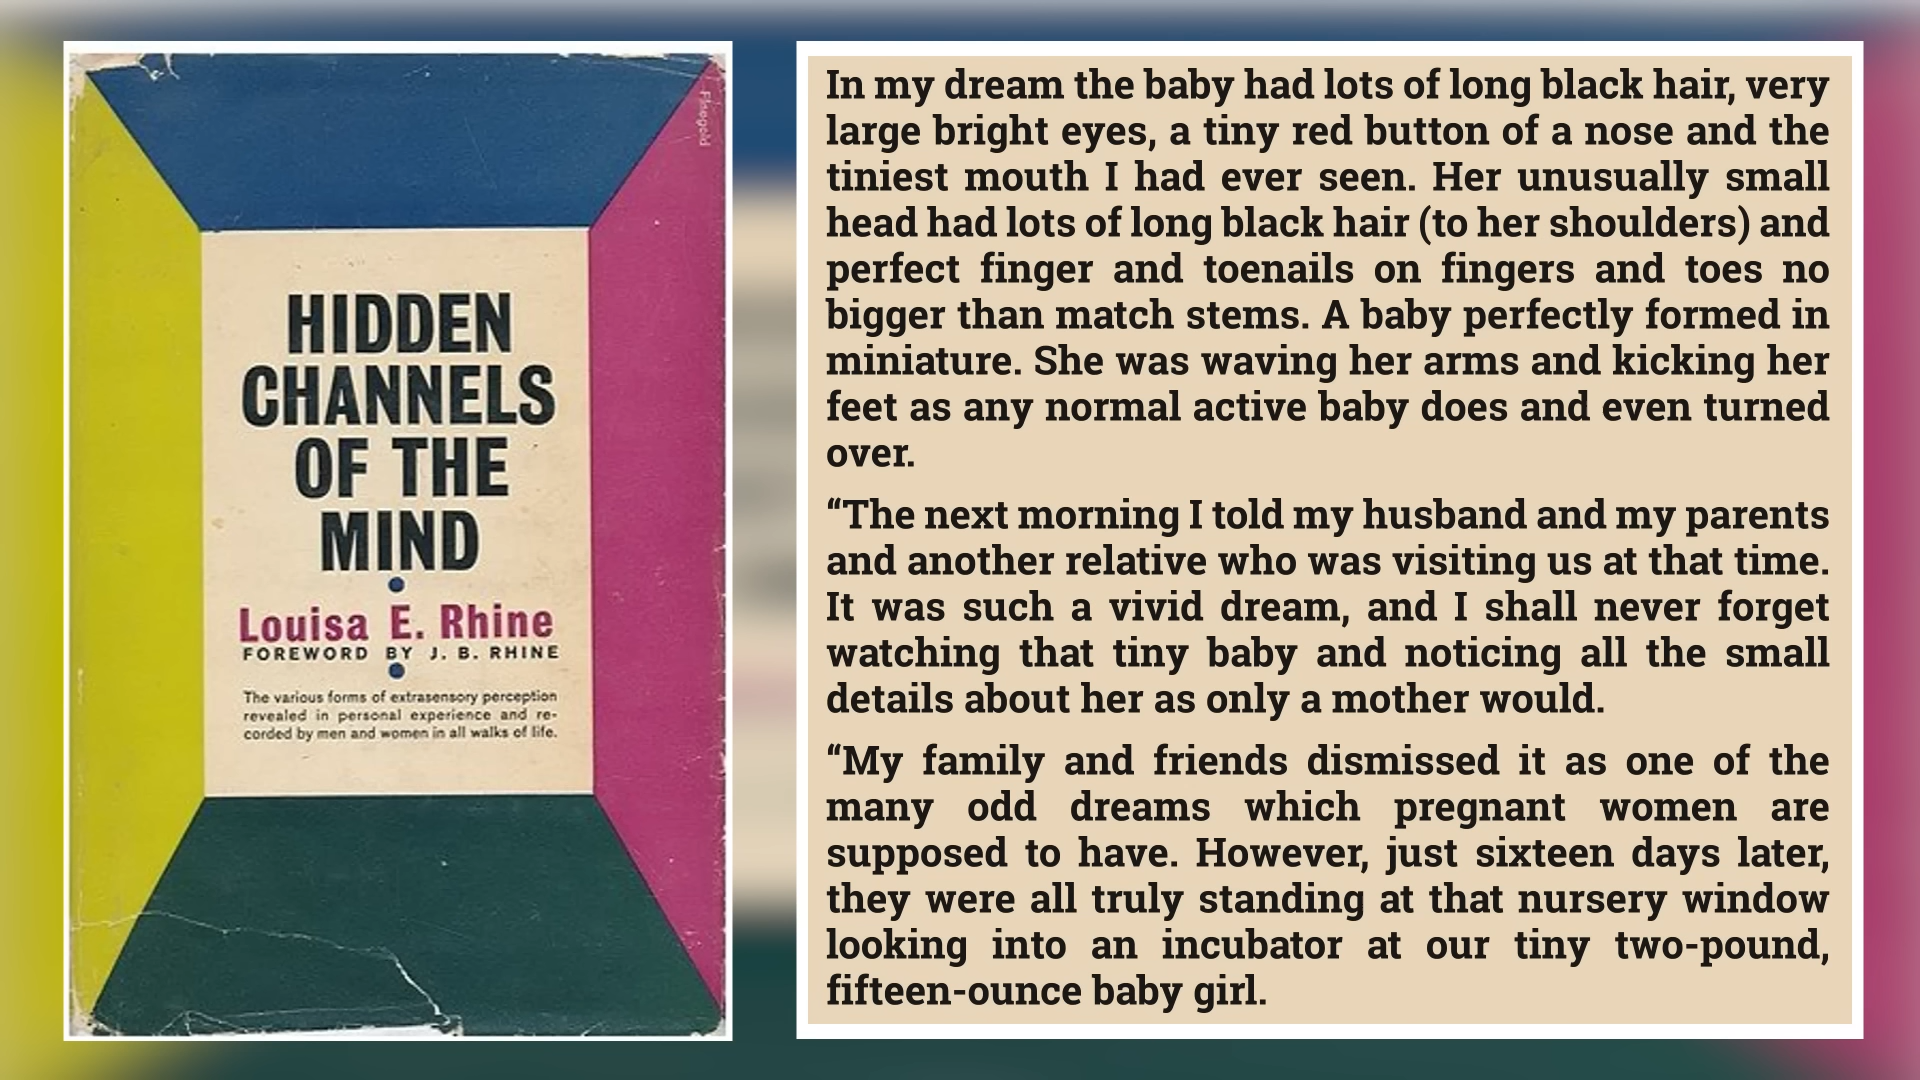 Finegold
HIDDEN
CHANNELS
OF THE
MIND
Louisa E. Rhine
FOREWORD BY J. B. RHINE
The various forms of extrasensory perception
revealed in personal experience and re-
corded by men and women in all walks of life.
In my dream the baby had lots of long black hair, very
large bright eyes, a tiny red button of a nose and the
tiniest mouth I had ever seen. Her unusually small
head had lots of long black hair (to her shoulders) and
perfect finger and toenails on fingers and toes no
bigger than match stems. A baby perfectly formed in
miniature. She was waving her arms and kicking her
feet as any normal active baby does and even turned
over.
“The next morning I told my husband and my parents
and another relative who was visiting us at that time.
It was such a vivid dream, and I shall never forget
watching that tiny baby and noticing all the small
details about her as only a mother would.
“My family and friends dismissed it as one of the
many odd dreams which pregnant women are
supposed to have. However, just sixteen days later,
they were all truly standing at that nursery window
looking into an incubator at our tiny two-pound,
fifteen-ounce baby girl.